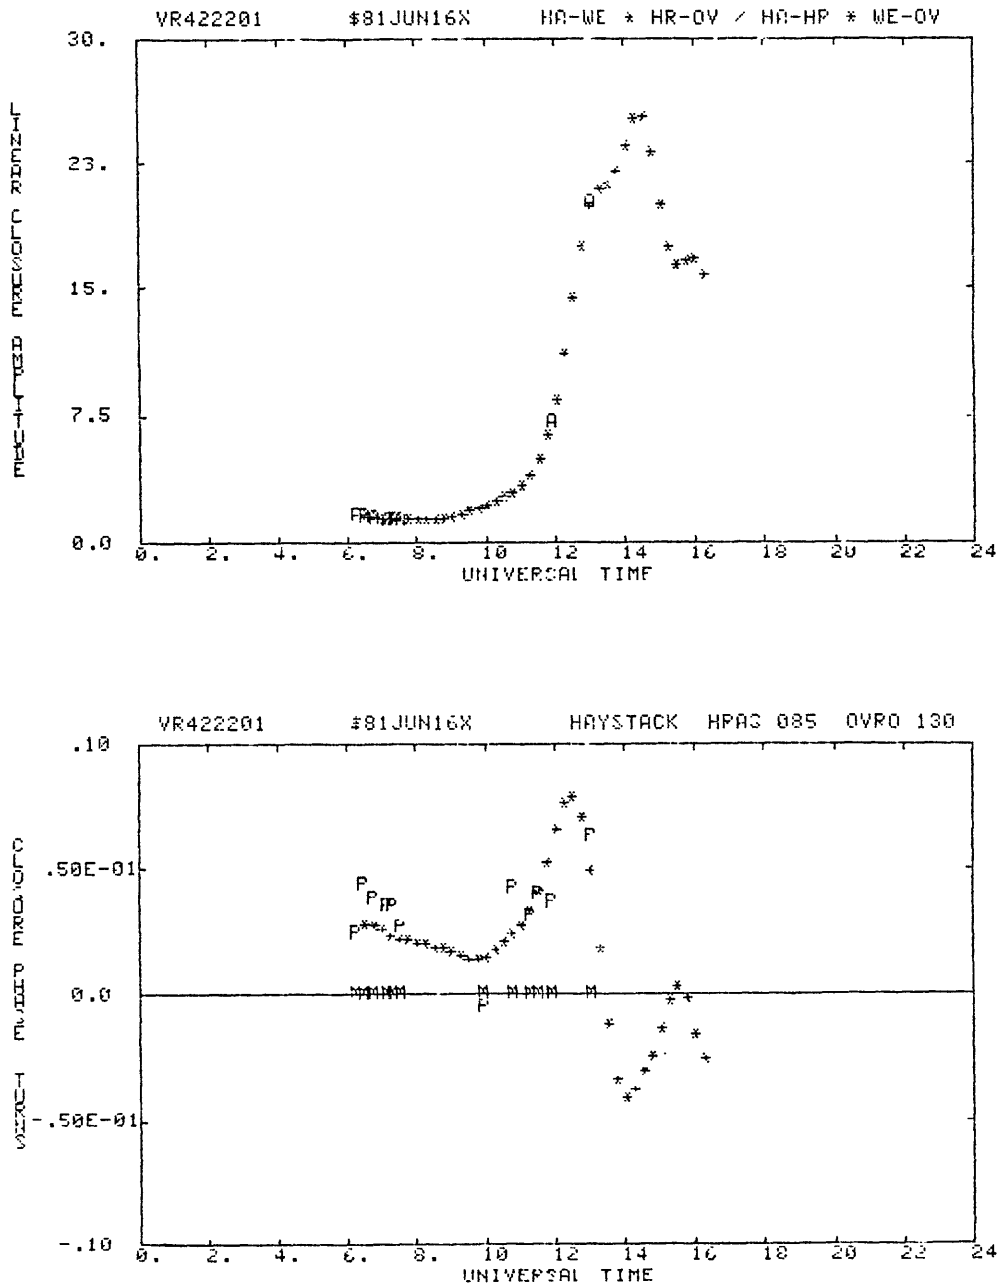 VR422201 $81JUN16X HA-WE * HR-OV / HA-HP * WE-OV
30.
23.
15.
7.5
0.0
LINEAR CLOSURE AMPLITUDE
0. 2. 4. 6. 8. 10 12 14 16 18 20 22 24
UNIVERSAL TIME
VR422201 $81JUN16X HAYSTACK HRAS 085 OVRO 130
.10
.50E-01
0.0
-.50E-01
-.10
CLOSURE PHASE TURNS
0. 2. 4. 6. 8. 10 12 14 16 18 20 22 24
UNIVERSAL TIME